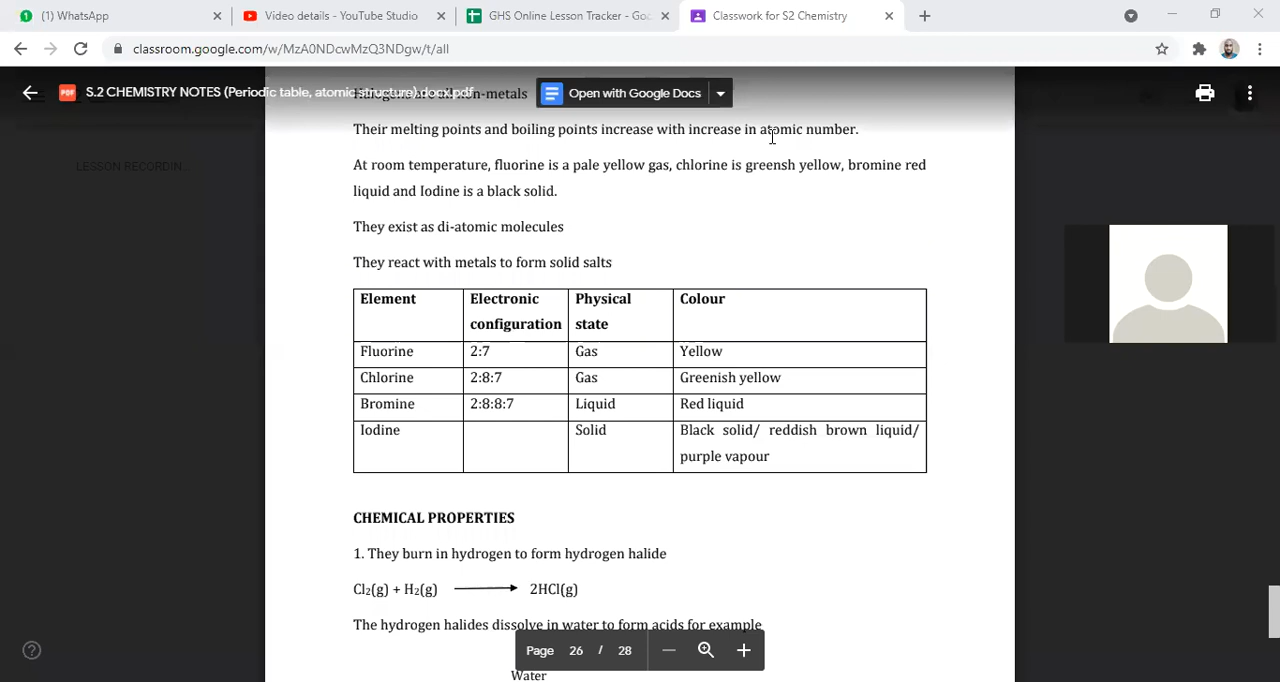 (1) WhatsApp
Video details - YouTube Studio
GHS Online Lesson Tracker - Goo
Classwork for S2 Chemistry
classroom.google.com/w/MzA0NDcwMzQ3NDgw/t/all
S.2 CHEMISTRY NOTES (Periodic table, atomic structure).docx.pdf
Open with Google Docs
non-metals
LESSON RECORDIN...
Their melting points and boiling points increase with increase in atomic number.
At room temperature, fluorine is a pale yellow gas, chlorine is greensh yellow, bromine red
liquid and Iodine is a black solid.
They exist as di-atomic molecules
They react with metals to form solid salts
Element Electronic configuration Physical state Colour
Fluorine 2:7 Gas Yellow
Chlorine 2:8:7 Gas Greenish yellow
Bromine 2:8:8:7 Liquid Red liquid
Iodine Solid Black solid/ reddish brown liquid/
purple vapour
CHEMICAL PROPERTIES
1. They burn in hydrogen to form hydrogen halide
Cl2(g) + H2(g) ⟶ 2HCl(g)
The hydrogen halides dissolve in water to form acids for example
Page 26 / 28
Water